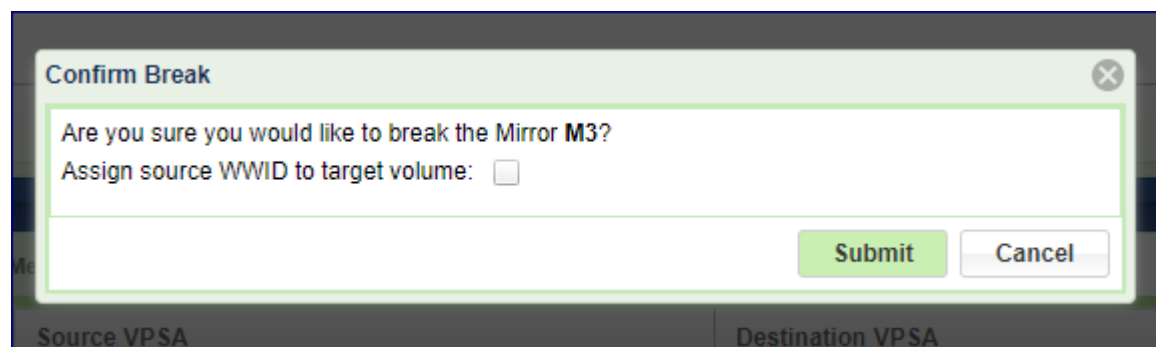 Confirm Break
Are you sure you would like to break the Mirror M3?
Assign source WWID to target volume:
Submit Cancel
Me
Source VPSA Destination VPSA